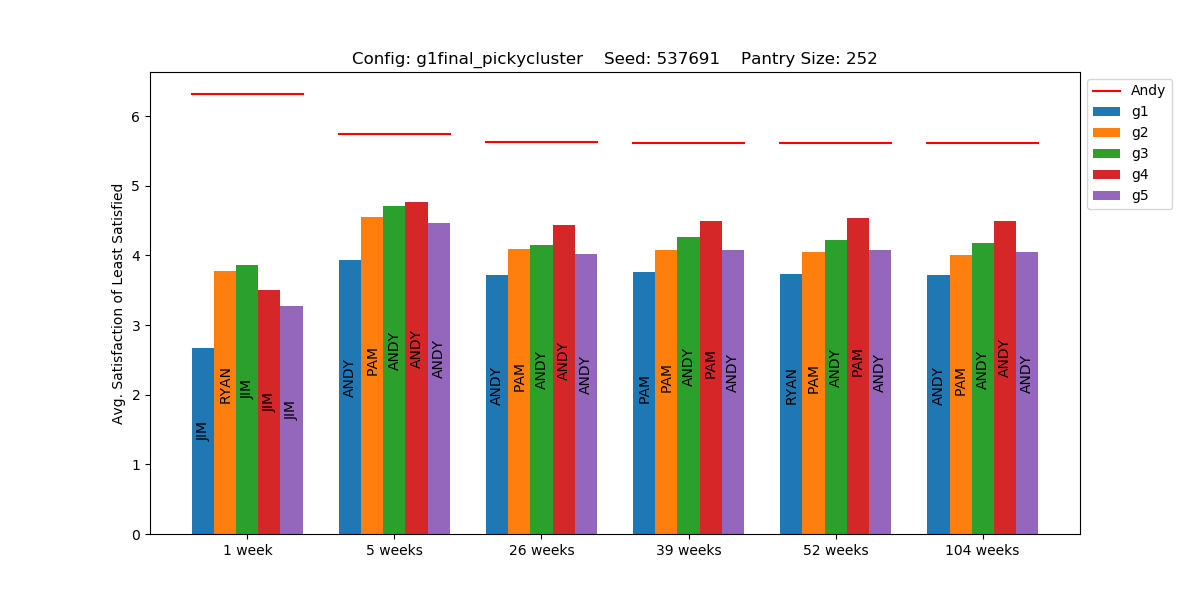 Config: g1final_pickycluster    Seed: 537691    Pantry Size: 252
Avg. Satisfaction of Least Satisfied
6
5
4
3
2
1
0
JIM
RYAN
JIM
JIM
JIM
ANDY
PAM
ANDY
ANDY
ANDY
ANDY
PAM
ANDY
ANDY
ANDY
PAM
PAM
ANDY
PAM
ANDY
RYAN
PAM
ANDY
PAM
ANDY
ANDY
PAM
ANDY
ANDY
ANDY
1 week
5 weeks
26 weeks
39 weeks
52 weeks
104 weeks
Andy
g1
g2
g3
g4
g5